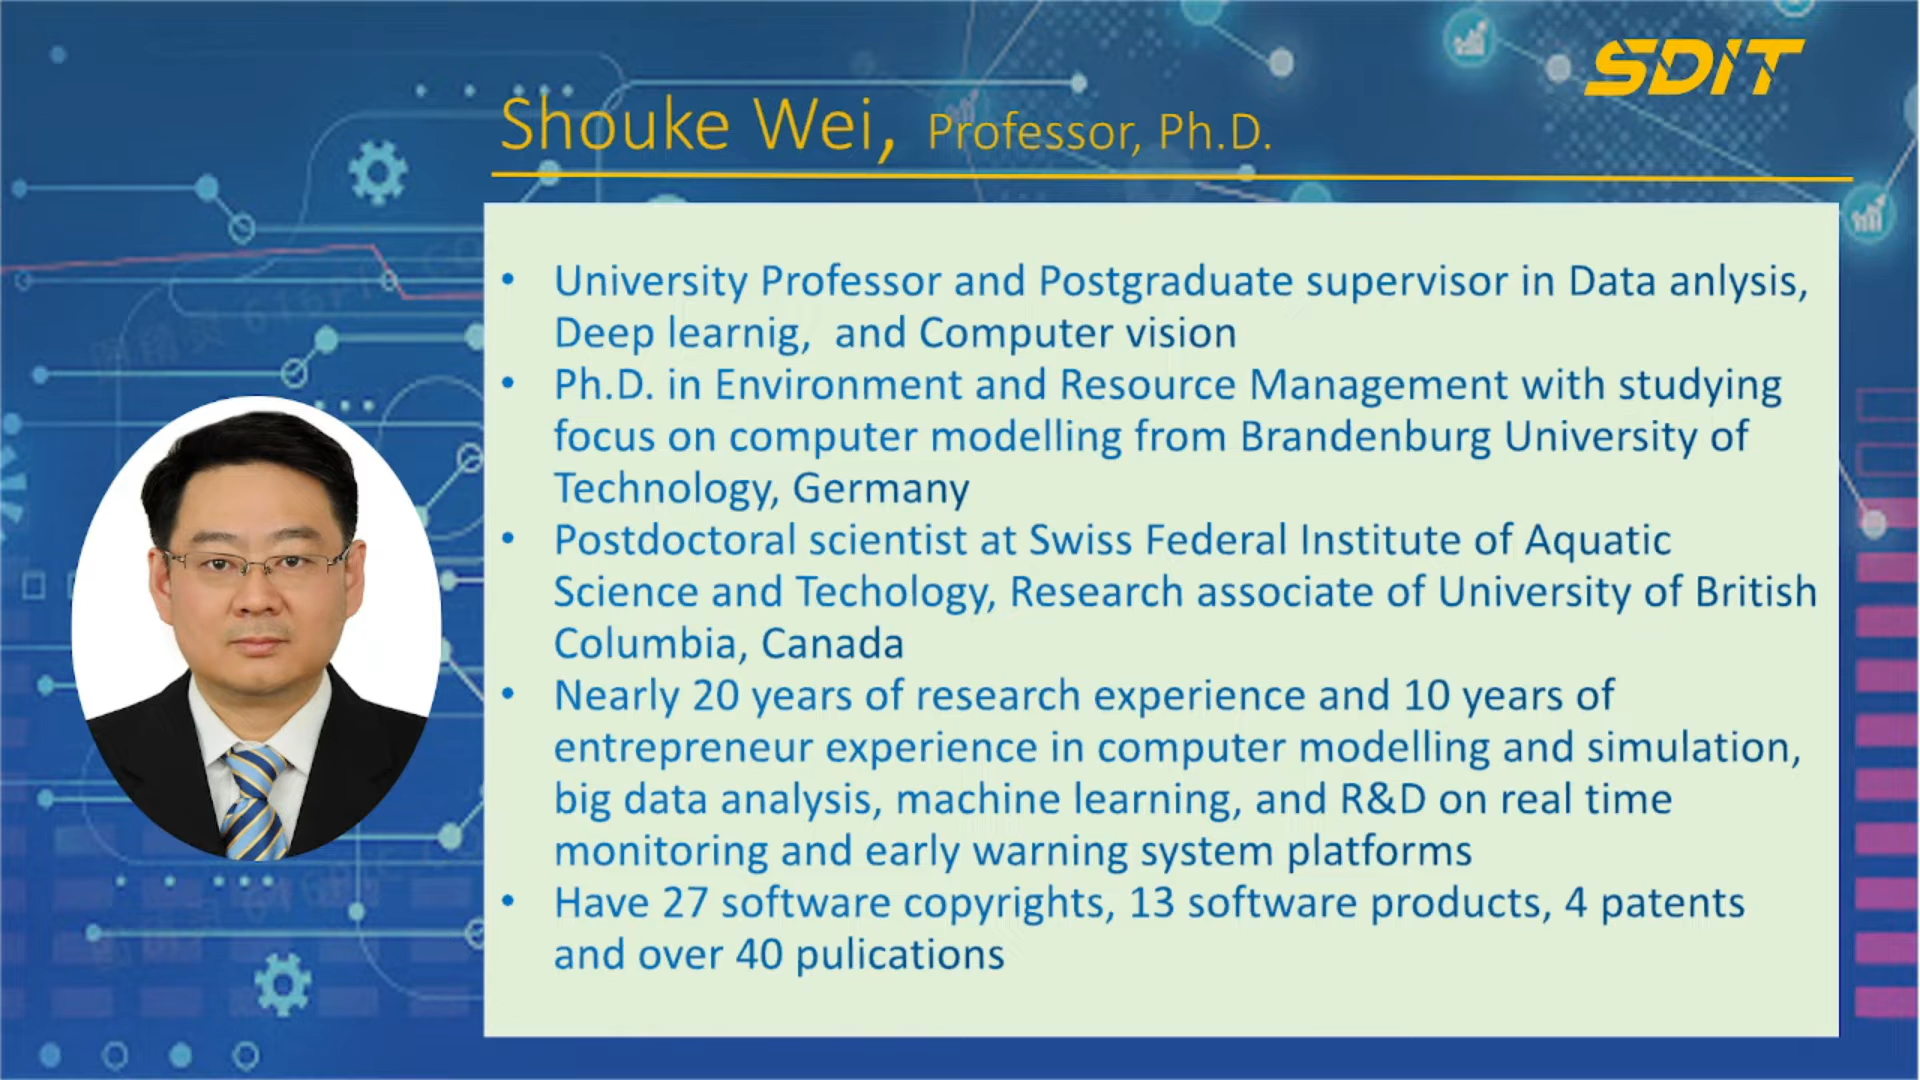 SDIT
Shouke Wei, Professor, Ph.D.
• University Professor and Postgraduate supervisor in Data anlysis,
Deep learnig,  and Computer vision
• Ph.D. in Environment and Resource Management with studying
focus on computer modelling from Brandenburg University of
Technology, Germany
• Postdoctoral scientist at Swiss Federal Institute of Aquatic
Science and Techology, Research associate of University of British
Columbia, Canada
• Nearly 20 years of research experience and 10 years of
entrepreneur experience in computer modelling and simulation,
big data analysis, machine learning, and R&D on real time
monitoring and early warning system platforms
• Have 27 software copyrights, 13 software products, 4 patents
and over 40 pulications